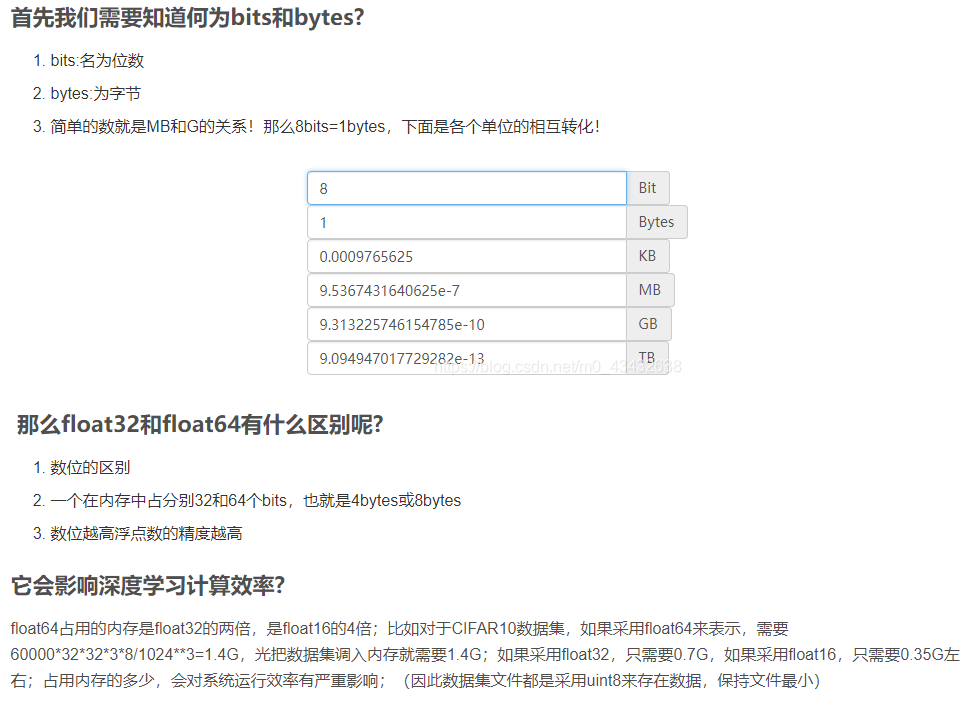 首先我们需要知道何为bits和bytes?
1. bits:名为位数
2. bytes:为字节
3. 简单的数就是MB和G的关系！那么8bits=1bytes，下面是各个单位的相互转化！
8 Bit
1 Bytes
0.0009765625 KB
9.5367431640625e-7 MB
9.313225746154785e-10 GB
9.094947017729282e-13 TB
https://blog.csdn.net/m0_43432638
那么float32和float64有什么区别呢?
1. 数位的区别
2. 一个在内存中占分别32和64个bits，也就是4bytes或8bytes
3. 数位越高浮点数的精度越高
它会影响深度学习计算效率?
float64占用的内存是float32的两倍，是float16的4倍；比如对于CIFAR10数据集，如果采用float64来表示，需要
60000*32*32*3*8/1024**3=1.4G，光把数据集调入内存就需要1.4G；如果采用float32，只需要0.7G，如果采用float16，只需要0.35G左
右；占用内存的多少，会对系统运行效率有严重影响；（因此数据集文件都是采用uint8来存在数据，保持文件最小）